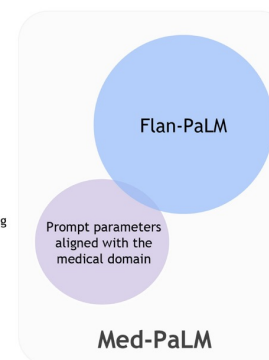 Flan-PaLM
g
Prompt parameters
aligned with the
medical domain
Med-PaLM